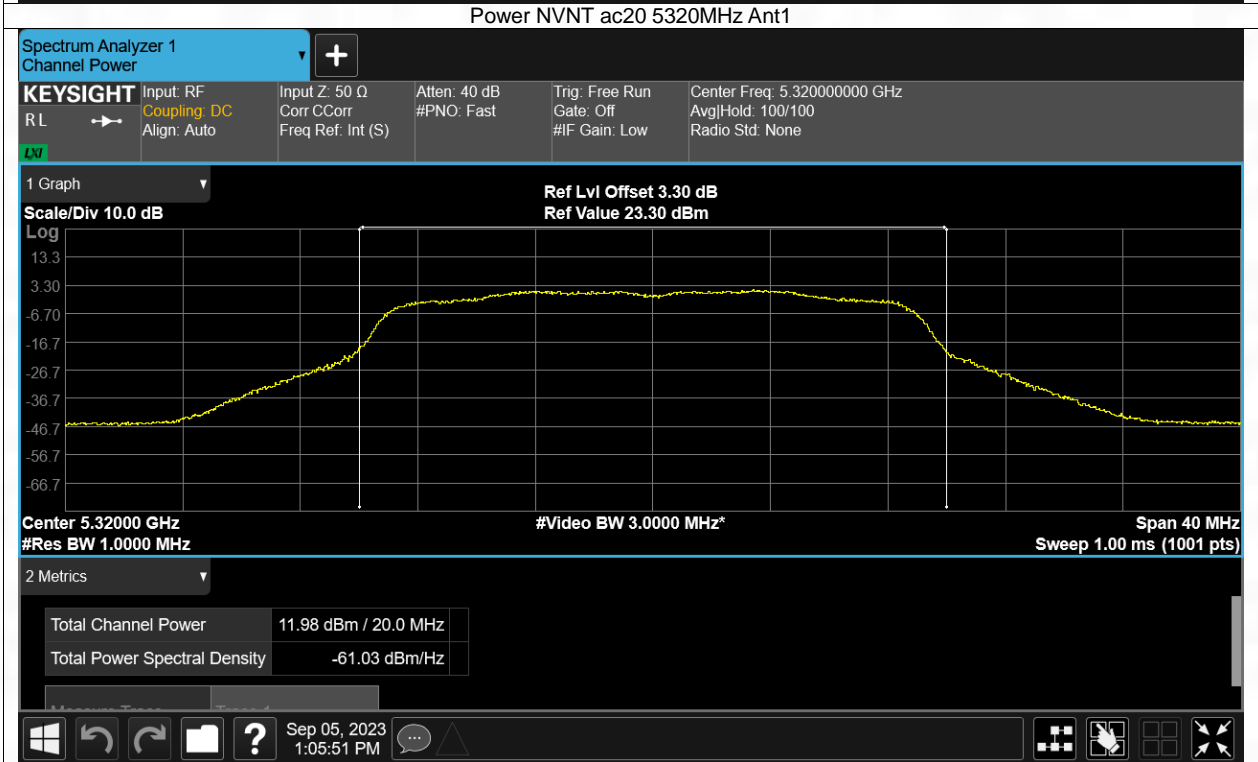 Power NVNT ac20 5320MHz Ant1
Spectrum Analyzer 1
Channel Power
KEYSIGHT
R L
LXI
Input: RF
Coupling: DC
Align: Auto
Input Z: 50 Ω
Corr CCorr
Freq Ref: Int (S)
Atten: 40 dB
#PNO: Fast
Trig: Free Run
Gate: Off
#IF Gain: Low
Center Freq: 5.320000000 GHz
Avg|Hold: 100/100
Radio Std: None
1 Graph
Scale/Div 10.0 dB
Ref Lvl Offset 3.30 dB
Ref Value 23.30 dBm
Log
13.3
3.30
-6.70
-16.7
-26.7
-36.7
-46.7
-56.7
-66.7
Center 5.32000 GHz
#Res BW 1.0000 MHz
#Video BW 3.0000 MHz*
Span 40 MHz
Sweep 1.00 ms (1001 pts)
2 Metrics
Total Channel Power 11.98 dBm / 20.0 MHz
Total Power Spectral Density -61.03 dBm/Hz
Measure Trace Trace 1
Sep 05, 2023
1:05:51 PM